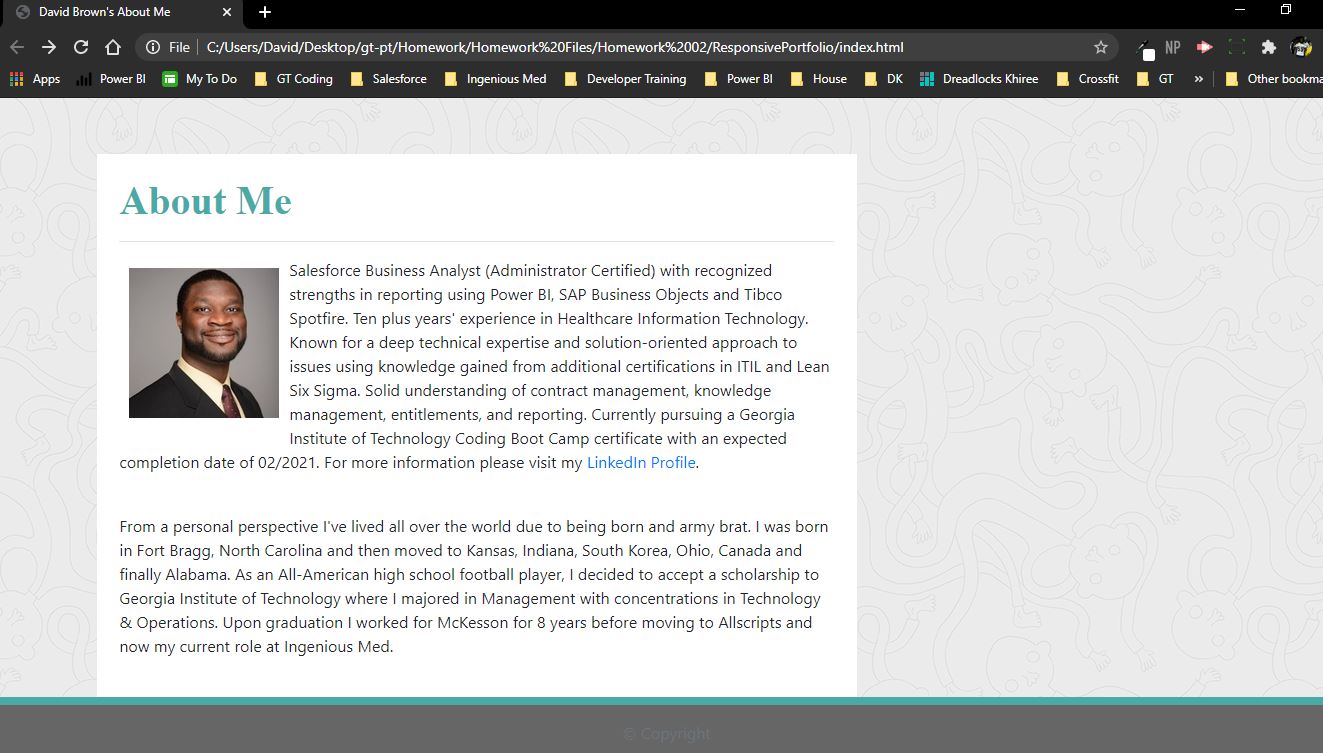 David Brown's About Me
File
C:/Users/David/Desktop/gt-pt/Homework/Homework%20Files/Homework%2002/ResponsivePortfolio/index.html
NP
Apps Power BI My To Do GT Coding Salesforce Ingenious Med Developer Training Power BI House DK Dreadlocks Khiree Crossfit GT » Other bookma
About Me
Salesforce Business Analyst (Administrator Certified) with recognized
strengths in reporting using Power BI, SAP Business Objects and Tibco
Spotfire. Ten plus years' experience in Healthcare Information Technology.
Known for a deep technical expertise and solution-oriented approach to
issues using knowledge gained from additional certifications in ITIL and Lean
Six Sigma. Solid understanding of contract management, knowledge
management, entitlements, and reporting. Currently pursuing a Georgia
Institute of Technology Coding Boot Camp certificate with an expected
completion date of 02/2021. For more information please visit my LinkedIn Profile.
From a personal perspective I've lived all over the world due to being born and army brat. I was born
in Fort Bragg, North Carolina and then moved to Kansas, Indiana, South Korea, Ohio, Canada and
finally Alabama. As an All-American high school football player, I decided to accept a scholarship to
Georgia Institute of Technology where I majored in Management with concentrations in Technology
& Operations. Upon graduation I worked for McKesson for 8 years before moving to Allscripts and
now my current role at Ingenious Med.
© Copyright